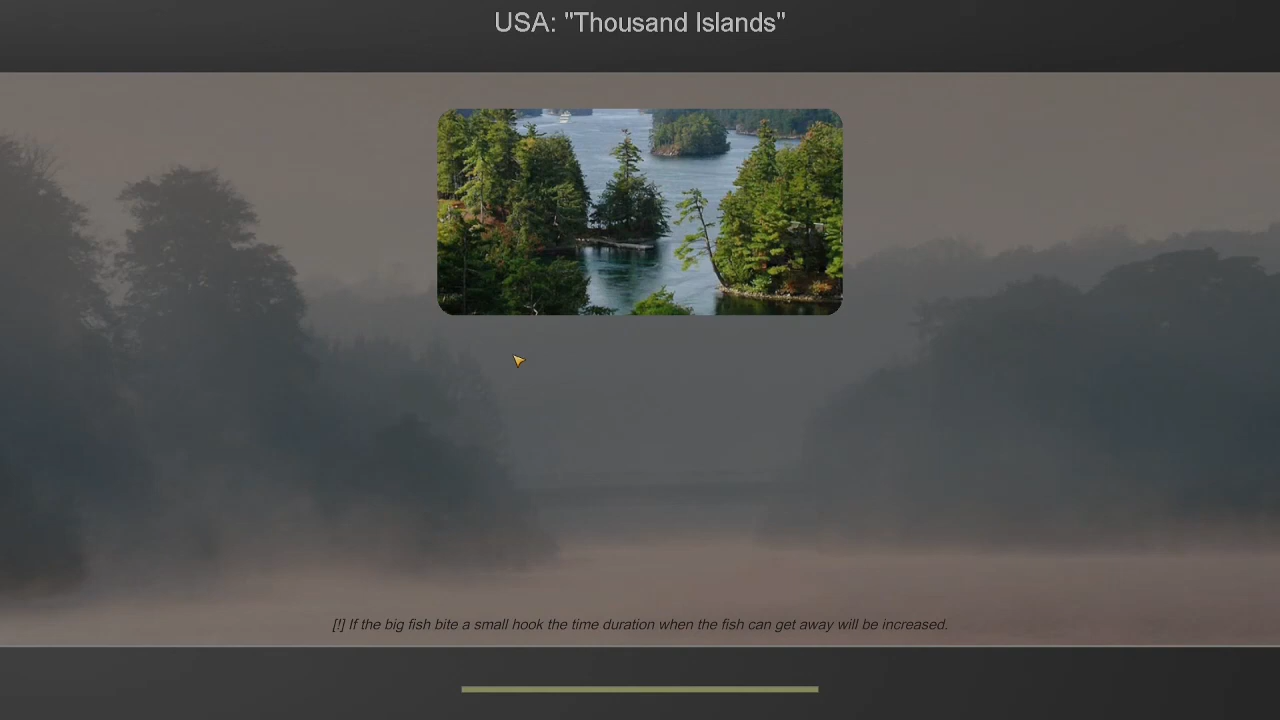 USA: "Thousand Islands"
[!] If the big fish bite a small hook the time duration when the fish can get away will be increased.